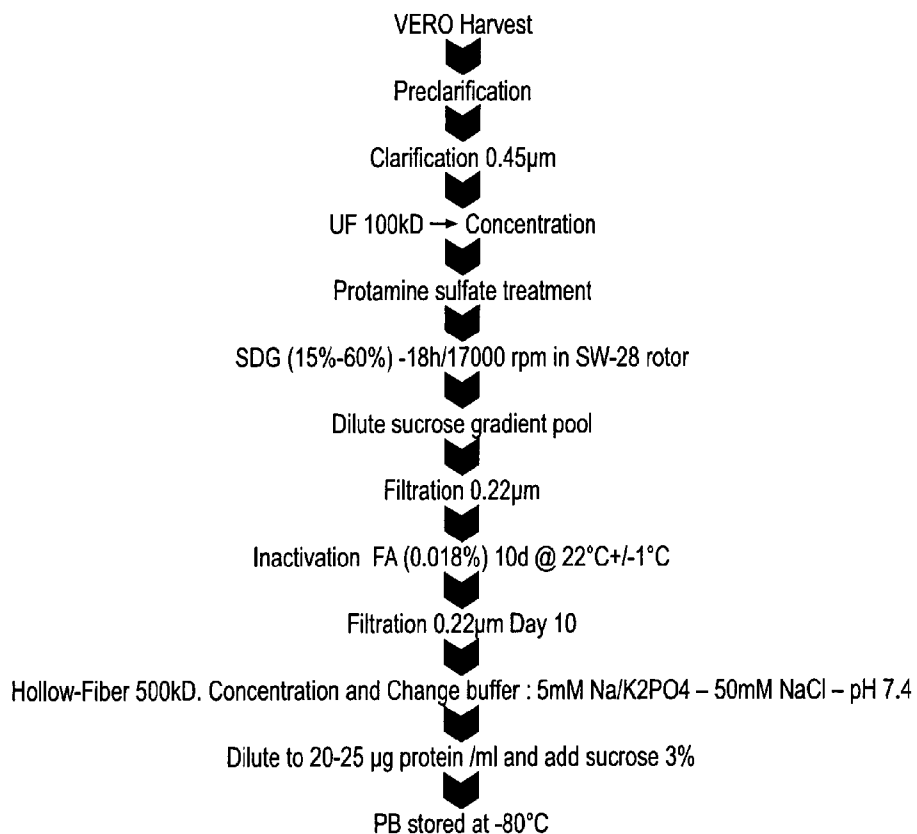 VERO Harvest
Preclarification
Clarification 0.45µm
UF 100kD → Concentration
Protamine sulfate treatment
SDG (15%-60%) -18h/17000 rpm in SW-28 rotor
Dilute sucrose gradient pool
Filtration 0.22µm
Inactivation FA (0.018%) 10d @ 22°C+/-1°C
Filtration 0.22µm Day 10
Hollow-Fiber 500kD. Concentration and Change buffer : 5mM Na/K2PO4 – 50mM NaCl – pH 7.4
Dilute to 20-25 µg protein /ml and add sucrose 3%
PB stored at -80°C